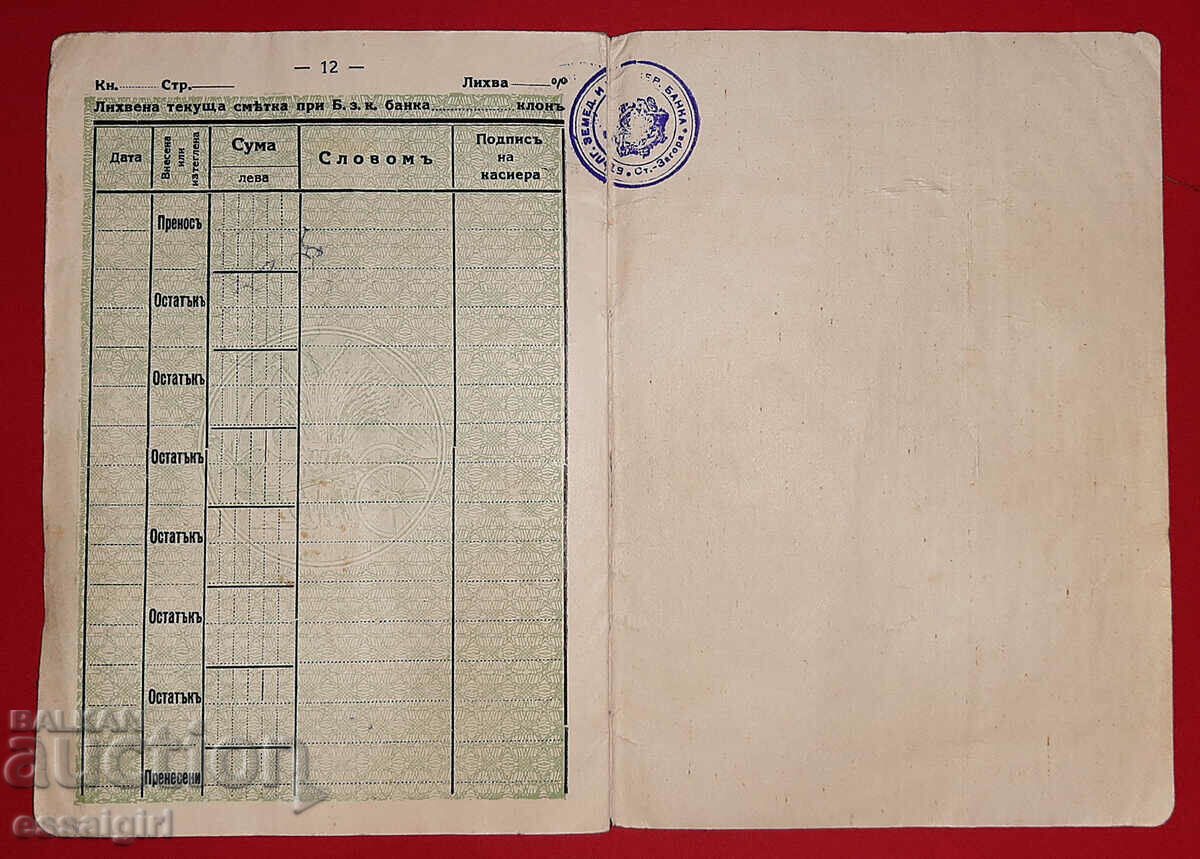 — 12 —
Кн. Стр. Лихва %
Лихвена текуща смѣтка при Б. з. к. банка клонъ
Дата Внесена или изтеглена Сума лева Словомъ Подписъ на касиера
Преносъ
Остатъкъ
Остатъкъ
Остатъкъ
Остатъкъ
Остатъкъ
Остатъкъ
Пренесени
ЗЕМЕД. И БАНКА
Ст.-Загора
BALKAN
auction
essaigirl